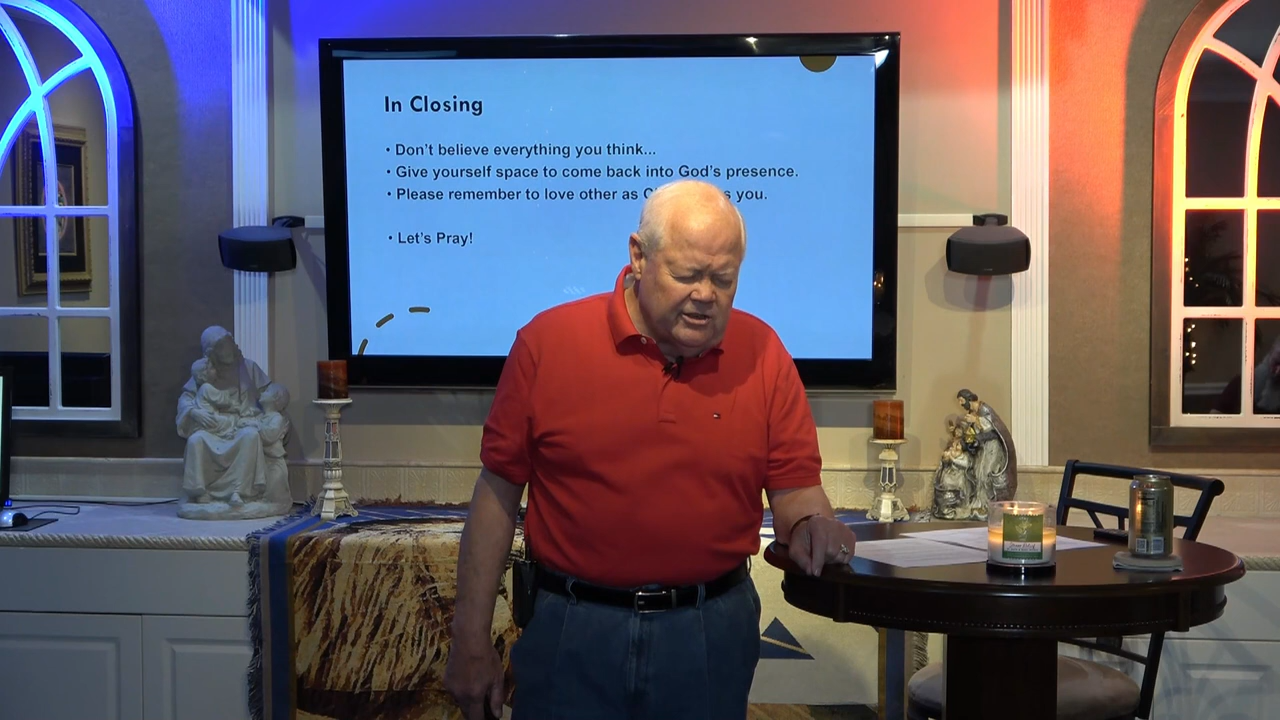 In Closing
• Don't believe everything you think...
• Give yourself space to come back into God's presence.
• Please remember to love other as you.
• Let's Pray!